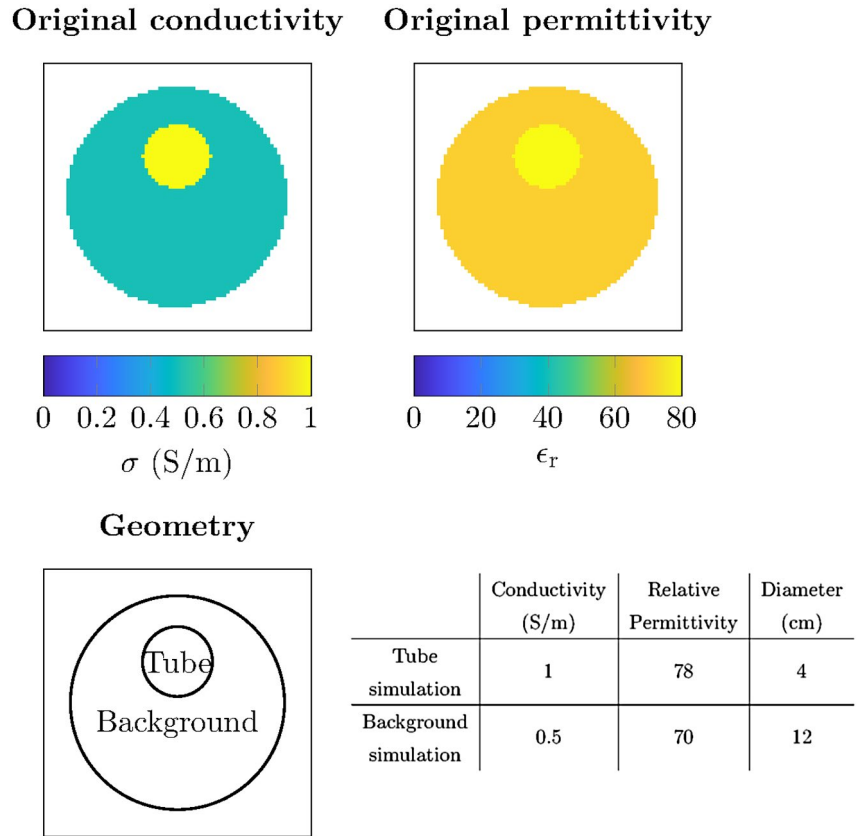 Original conductivity
Original permittivity
0 0.2 0.4 0.6 0.8 1
σ (S/m)
0 20 40 60 80
ϵr
Geometry
Tube
Background
Conductivity (S/m) Relative Permittivity Diameter (cm)
Tube simulation 1 78 4
Background simulation 0.5 70 12